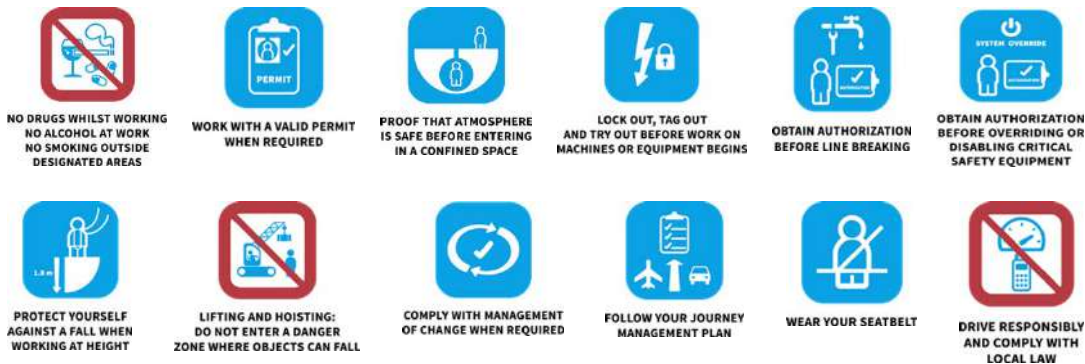 NO DRUGS WHILST WORKING
NO ALCOHOL AT WORK
NO SMOKING OUTSIDE
DESIGNATED AREAS
PERMIT
WORK WITH A VALID PERMIT
WHEN REQUIRED
PROOF THAT ATMOSPHERE
IS SAFE BEFORE ENTERING
IN A CONFINED SPACE
LOCK OUT, TAG OUT
AND TRY OUT BEFORE WORK ON
MACHINES OR EQUIPMENT BEGINS
OBTAIN AUTHORIZATION
BEFORE LINE BREAKING
SYSTEM OVERRIDE
OBTAIN AUTHORIZATION
BEFORE OVERRIDING OR
DISABLING CRITICAL
SAFETY EQUIPMENT
PROTECT YOURSELF
AGAINST A FALL WHEN
WORKING AT HEIGHT
LIFTING AND HOISTING:
DO NOT ENTER A DANGER
ZONE WHERE OBJECTS CAN FALL
COMPLY WITH MANAGEMENT
OF CHANGE WHEN REQUIRED
FOLLOW YOUR JOURNEY
MANAGEMENT PLAN
WEAR YOUR SEATBELT
DRIVE RESPONSIBLY
AND COMPLY WITH
LOCAL LAW